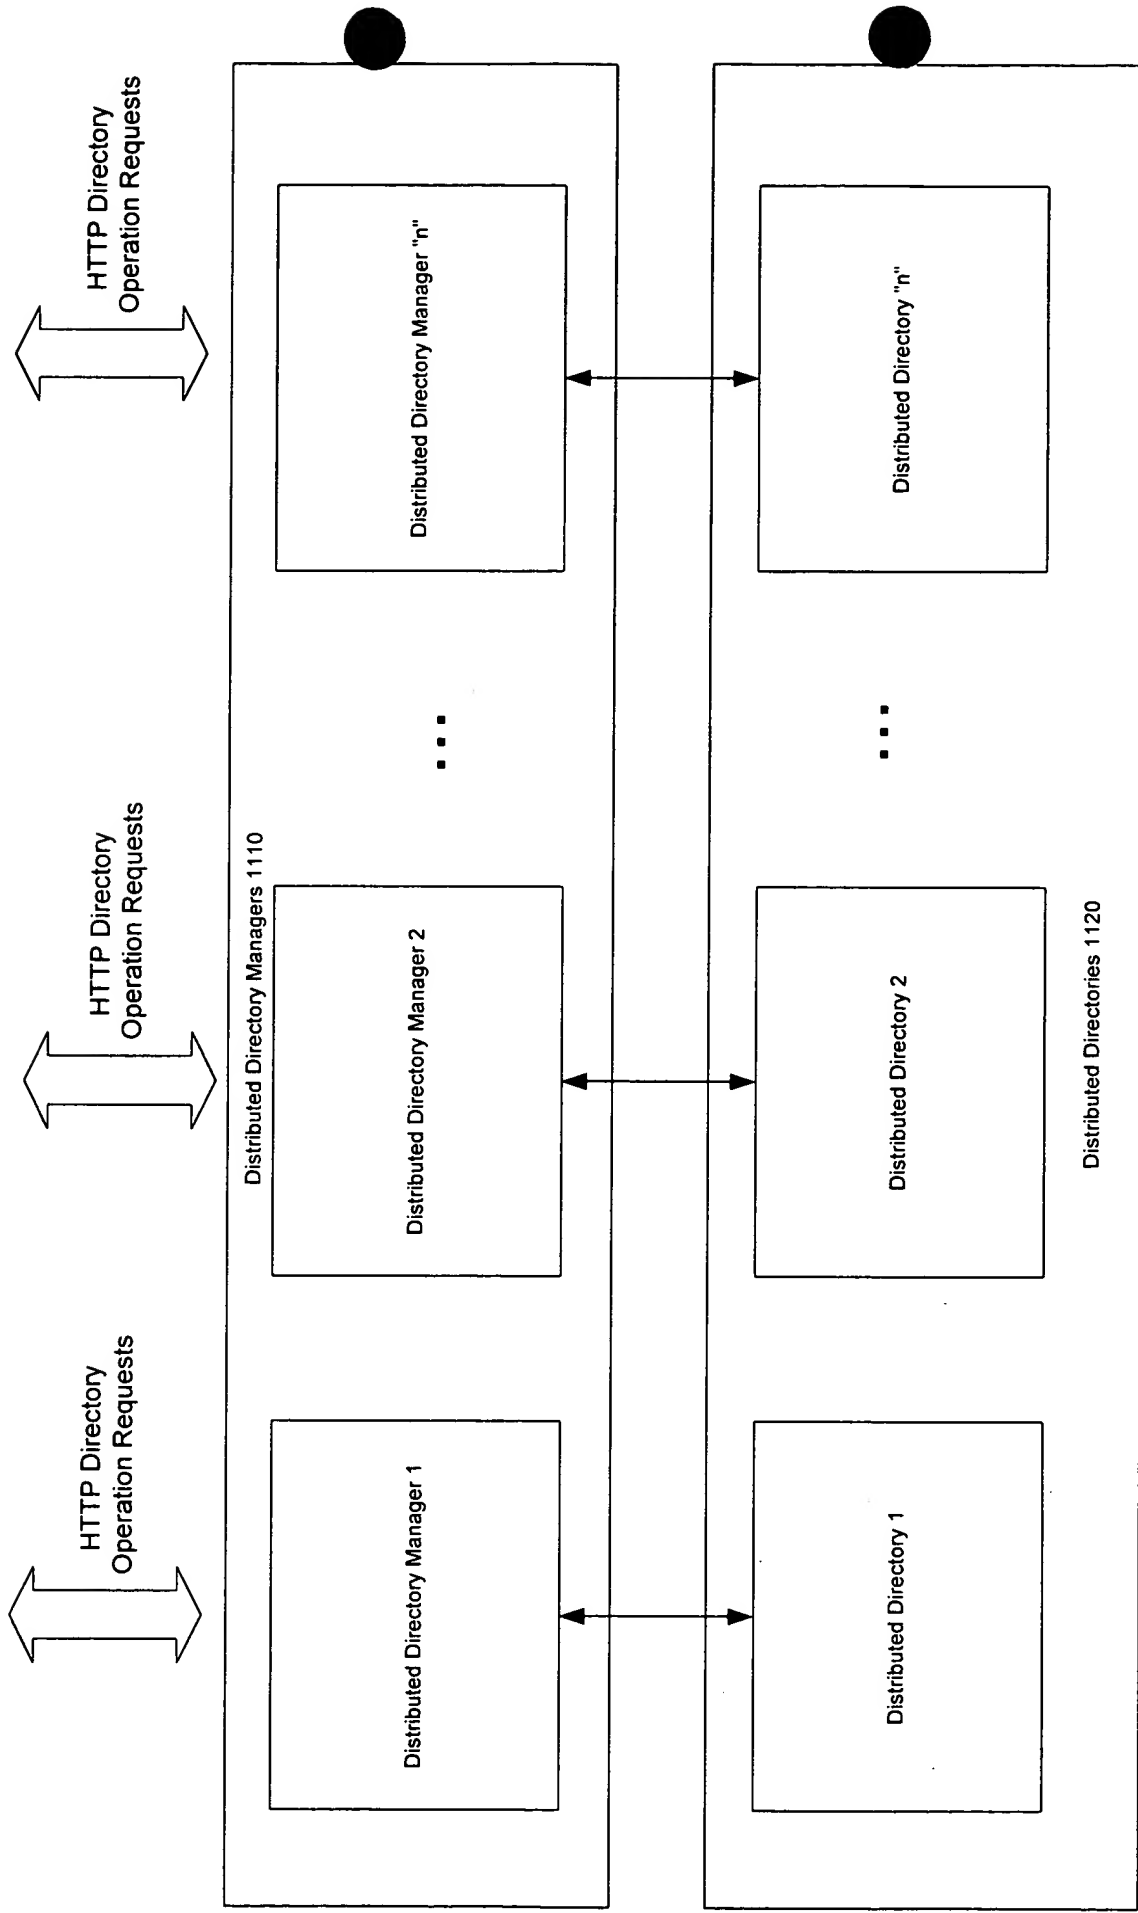 HTTP Directory
Operation Requests
HTTP Directory
Operation Requests
HTTP Directory
Operation Requests
Distributed Directory Managers 1110
Distributed Directory Manager 1
Distributed Directory Manager 2
...
Distributed Directory Manager "n"
Distributed Directory 1
Distributed Directory 2
...
Distributed Directory "n"
Distributed Directories 1120